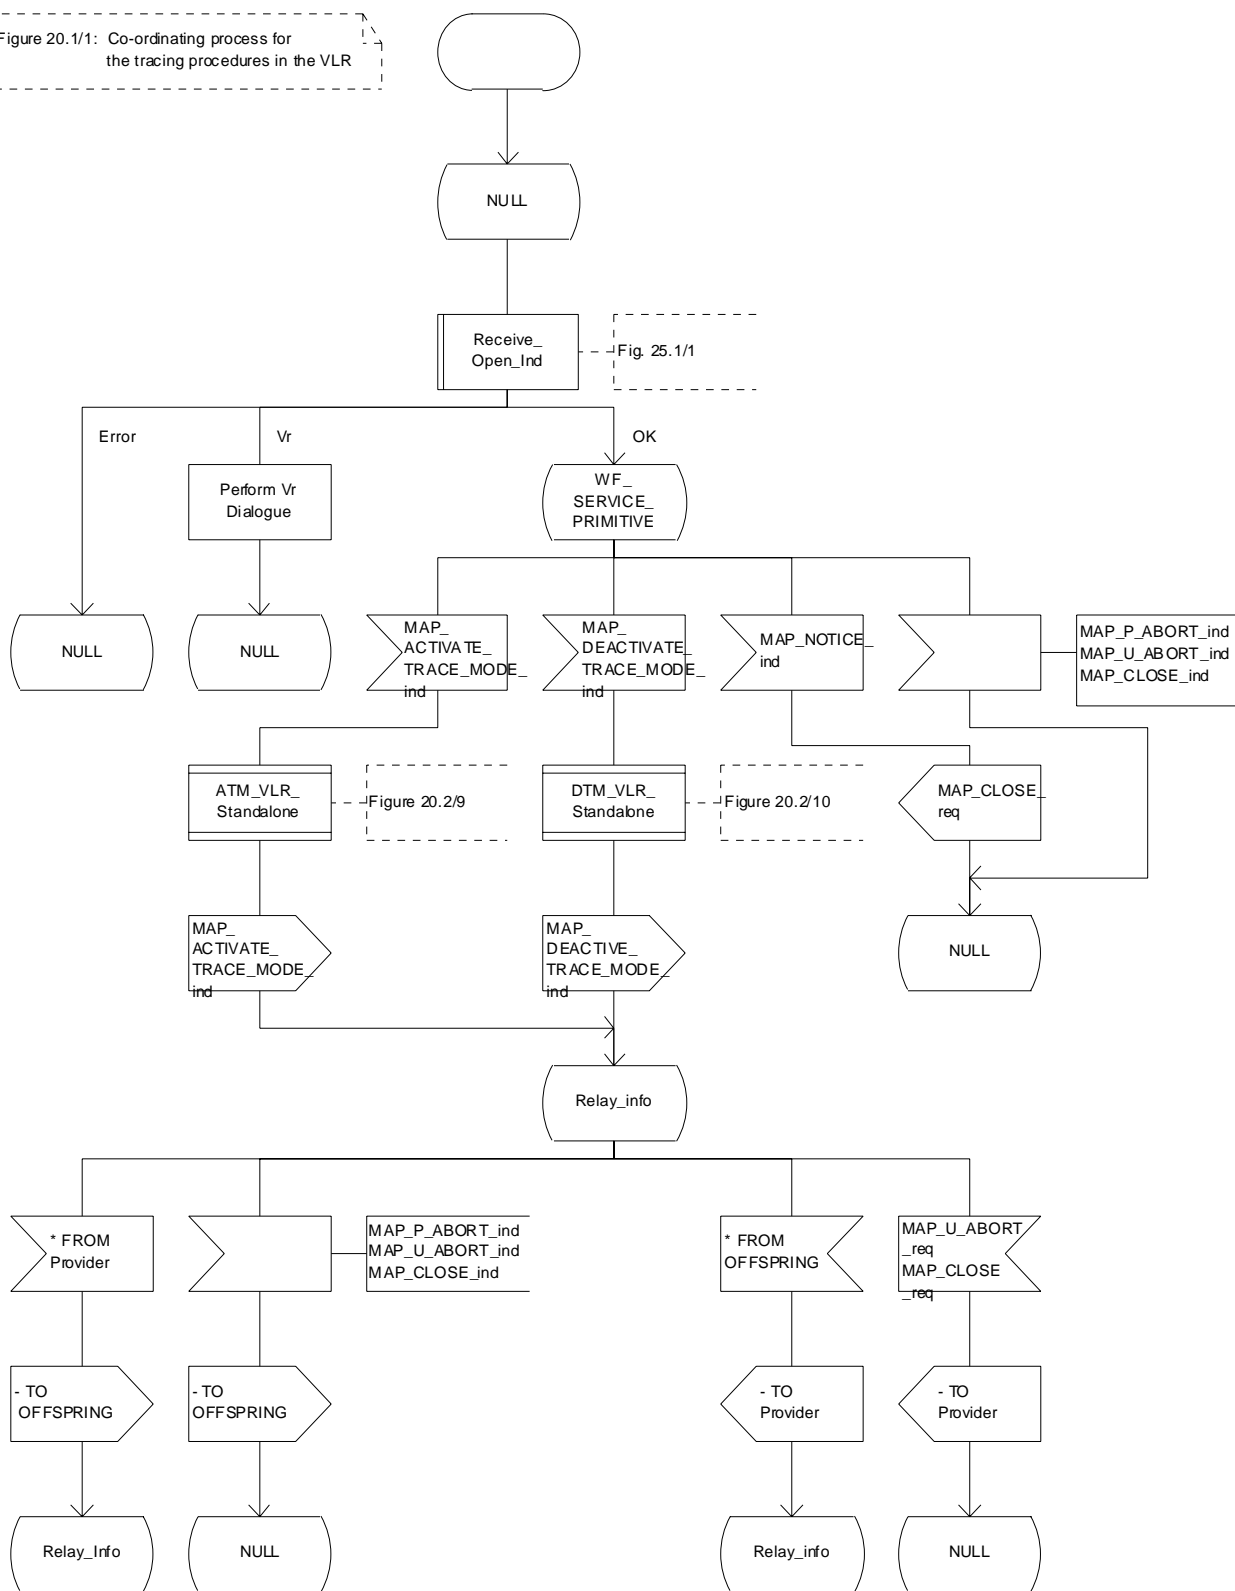 Figure 20.1/1: Co-ordinating process for
the tracing procedures in the VLR
NULL
Receive_
Open_Ind
Fig. 25.1/1
Error
Vr
OK
Perform Vr
Dialogue
WF_
SERVICE_
PRIMITIVE
NULL
NULL
MAP_
ACTIVATE_
TRACE_MODE_
ind
MAP_
DEACTIVATE_
TRACE_MODE_
ind
MAP_NOTICE_
ind
MAP_P_ABORT_ind
MAP_U_ABORT_ind
MAP_CLOSE_ind
ATM_VLR_
Standalone
Figure 20.2/9
DTM_VLR_
Standalone
Figure 20.2/10
MAP_CLOSE_
req
MAP_
ACTIVATE_
TRACE_MODE_
ind
MAP_
DEACTIVE_
TRACE_MODE_
ind
NULL
Relay_info
* FROM
Provider
MAP_P_ABORT_ind
MAP_U_ABORT_ind
MAP_CLOSE_ind
* FROM
OFFSPRING
MAP_U_ABORT
_req
MAP_CLOSE
_req
- TO
OFFSPRING
- TO
OFFSPRING
- TO
Provider
- TO
Provider
Relay_Info
NULL
Relay_info
NULL